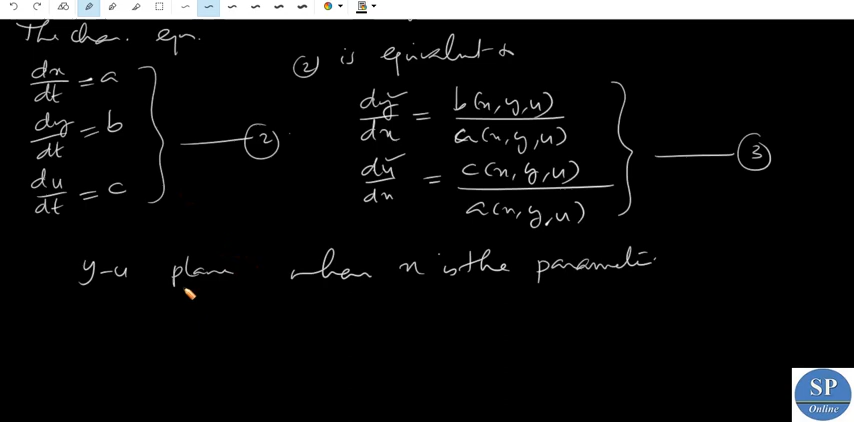 The char. eqn.
dx/dt = a
dy/dt = b
du/dt = c
②
② is equivalent to
dy/dx = b(x, y, u)/a(x, y, u)
du/dx = c(x, y, u)/a(x, y, u)
③
y-u plane when x is the parameter.
SP
Online